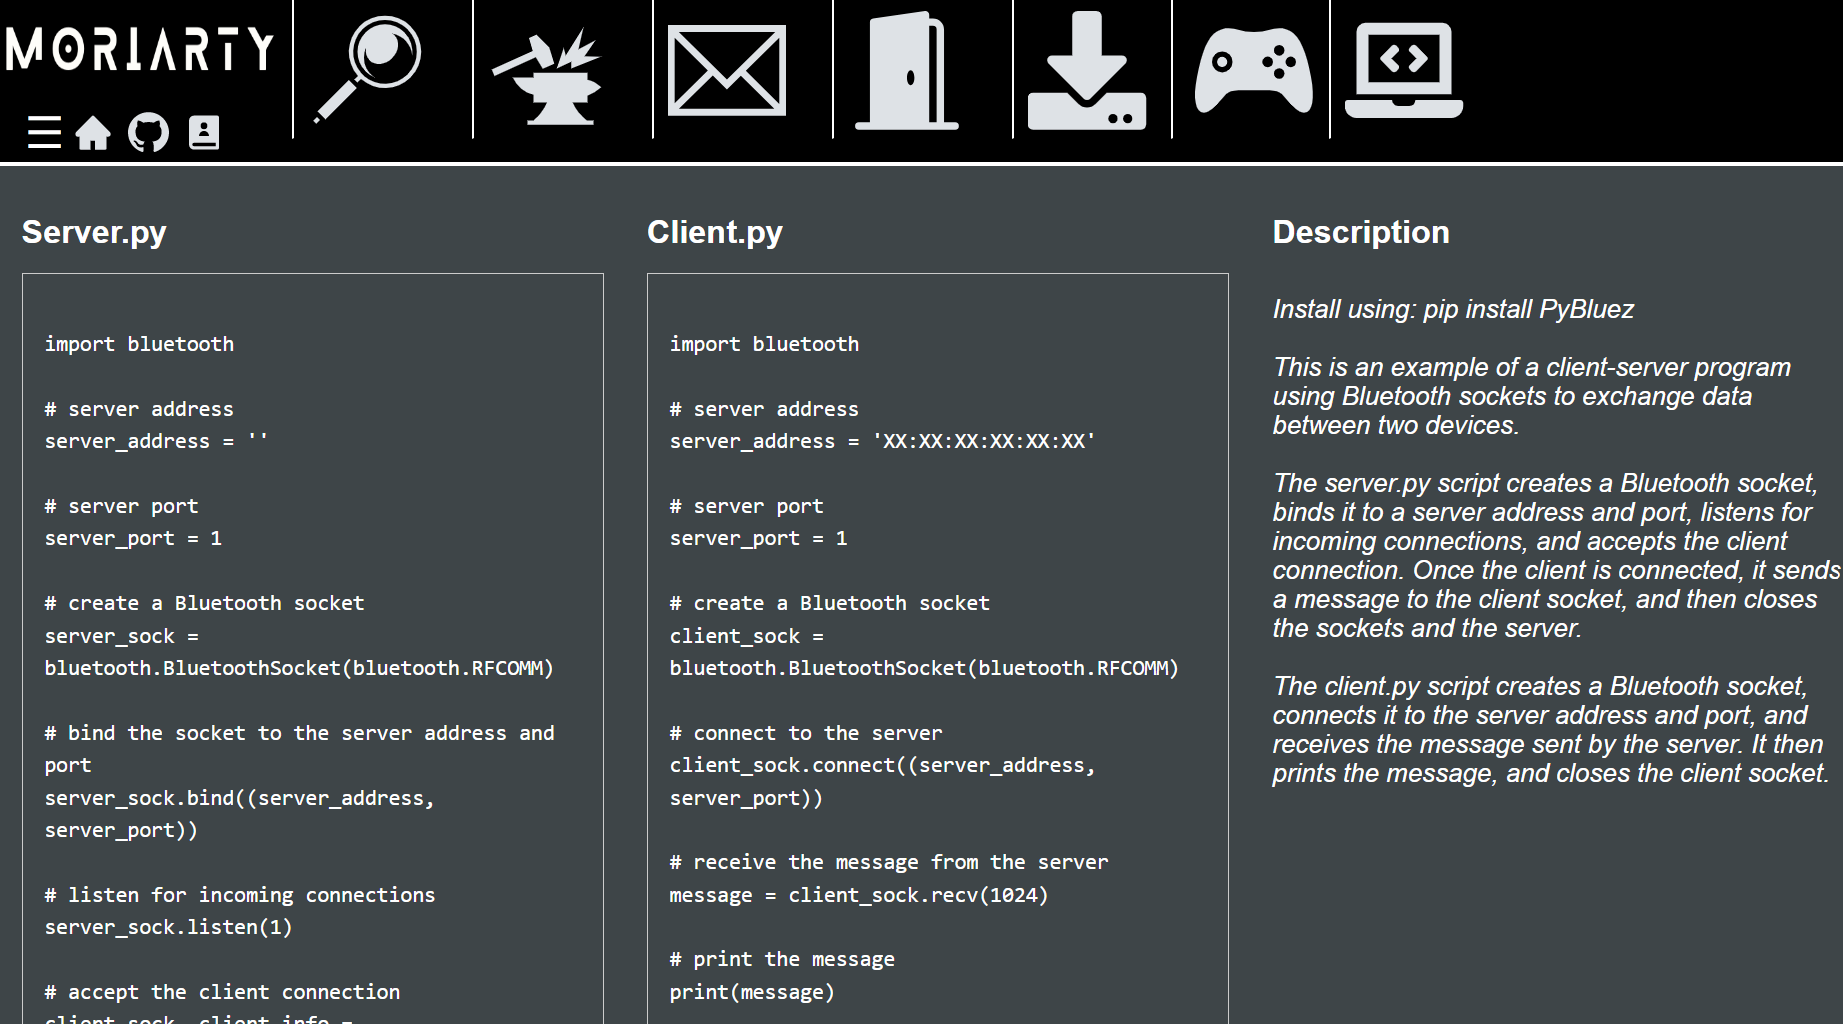 MORIARTY
Server.py
import bluetooth
# server address
server_address = ''
# server port
server_port = 1
# create a Bluetooth socket
server_sock =
bluetooth.BluetoothSocket(bluetooth.RFCOMM)
# bind the socket to the server address and
port
server_sock.bind((server_address,
server_port))
# listen for incoming connections
server_sock.listen(1)
# accept the client connection
client_sock, client_info =
Client.py
import bluetooth
# server address
server_address = 'XX:XX:XX:XX:XX:XX'
# server port
server_port = 1
# create a Bluetooth socket
client_sock =
bluetooth.BluetoothSocket(bluetooth.RFCOMM)
# connect to the server
client_sock.connect((server_address,
server_port))
# receive the message from the server
message = client_sock.recv(1024)
# print the message
print(message)
Description
Install using: pip install PyBluez
This is an example of a client-server program
using Bluetooth sockets to exchange data
between two devices.
The server.py script creates a Bluetooth socket,
binds it to a server address and port, listens for
incoming connections, and accepts the client
connection. Once the client is connected, it sends
a message to the client socket, and then closes
the sockets and the server.
The client.py script creates a Bluetooth socket,
connects it to the server address and port, and
receives the message sent by the server. It then
prints the message, and closes the client socket.